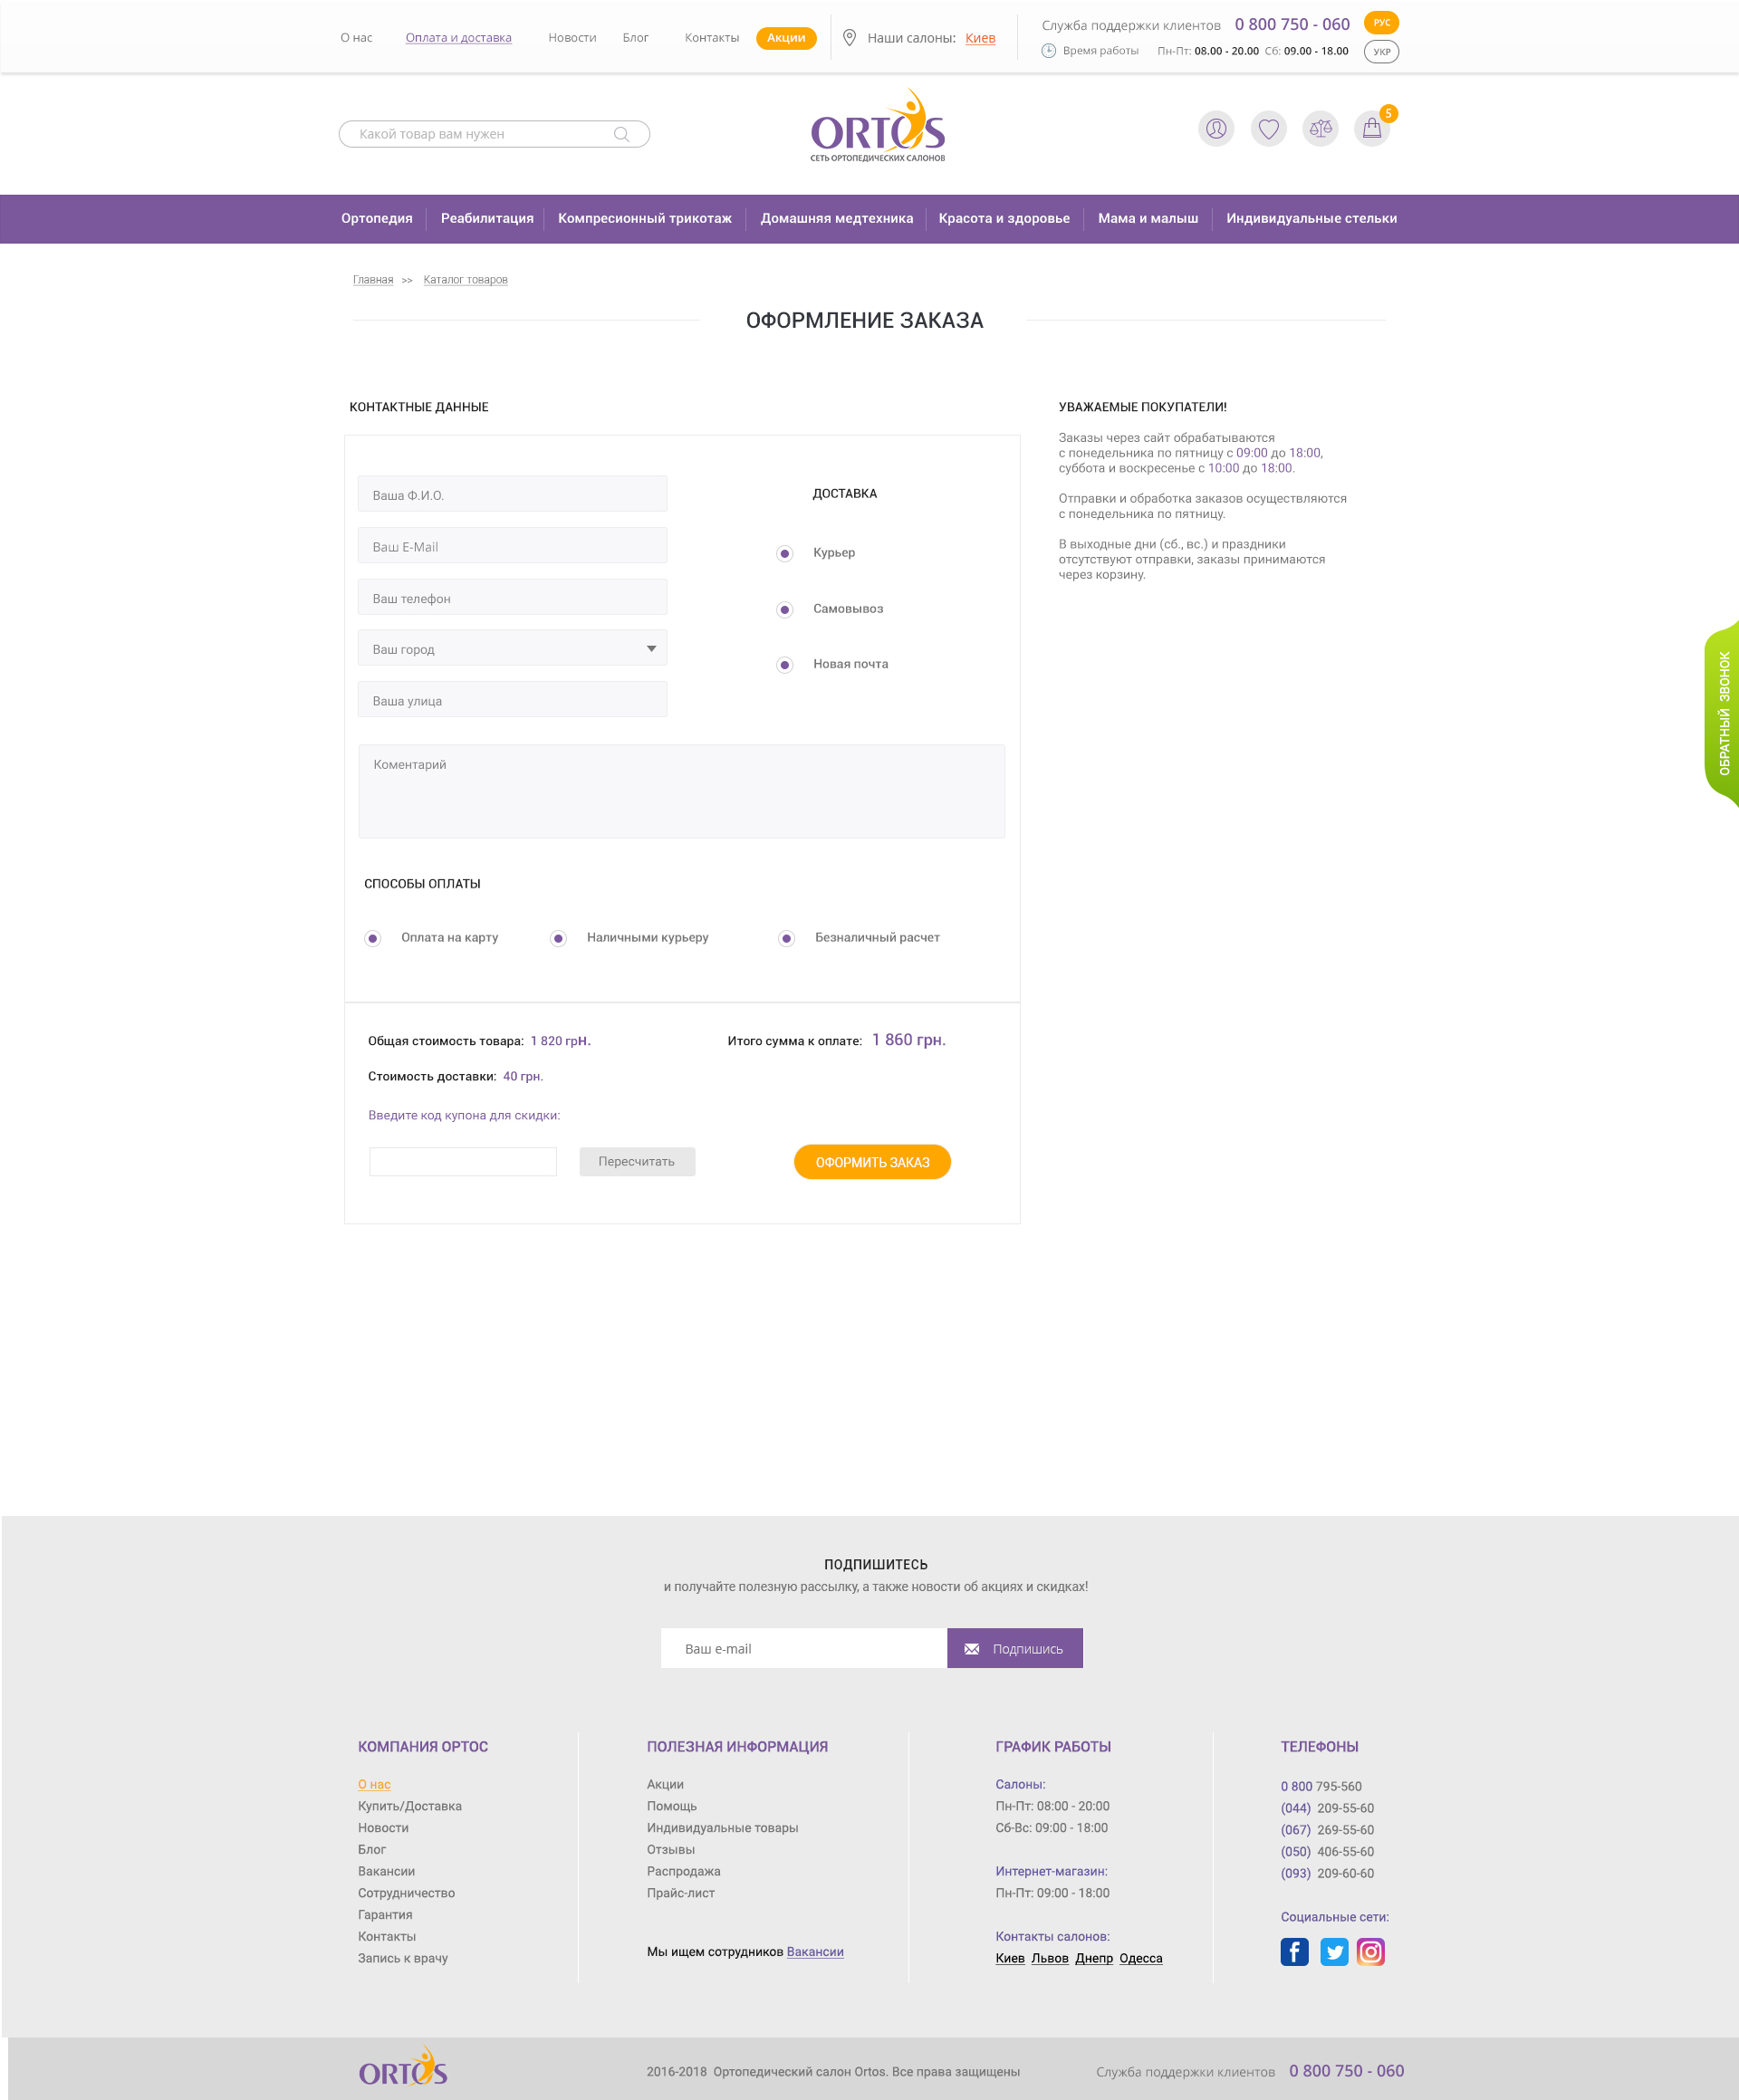 О нас Оплата и доставка Новости Блог Контакты Акции Наши салоны: Киев
Служба поддержки клиентов 0 800 750 - 060 РУС
Время работы Пн-Пт: 08.00 - 20.00 Сб: 09.00 - 18.00 УКР
Какой товар вам нужен
ORTOS
СЕТЬ ОРТОПЕДИЧЕСКИХ САЛОНОВ
5
Ортопедия Реабилитация Компресионный трикотаж Домашняя медтехника Красота и здоровье Мама и малыш Индивидуальные стельки
Главная >> Каталог товаров
ОФОРМЛЕНИЕ ЗАКАЗА
КОНТАКТНЫЕ ДАННЫЕ
Ваша Ф.И.О.
Ваш E-Mail
Ваш телефон
Ваш город
Ваша улица
ДОСТАВКА
Курьер
Самовывоз
Новая почта
Коментарий
СПОСОБЫ ОПЛАТЫ
Оплата на карту Наличными курьеру Безналичный расчет
Общая стоимость товара: 1 820 грн.
Итого сумма к оплате: 1 860 грн.
Стоимость доставки: 40 грн.
Введите код купона для скидки:
Пересчитать
ОФОРМИТЬ ЗАКАЗ
УВАЖАЕМЫЕ ПОКУПАТЕЛИ!
Заказы через сайт обрабатываются
с понедельника по пятницу с 09:00 до 18:00,
суббота и воскресенье с 10:00 до 18:00.
Отправки и обработка заказов осуществляются
с понедельника по пятницу.
В выходные дни (сб., вс.) и праздники
отсутствуют отправки, заказы принимаются
через корзину.
ОБРАТНЫЙ ЗВОНОК
ПОДПИШИТЕСЬ
и получайте полезную рассылку, а также новости об акциях и скидках!
Ваш e-mail
Подпишись
КОМПАНИЯ ОРТОС
О нас
Купить/Доставка
Новости
Блог
Вакансии
Сотрудничество
Гарантия
Контакты
Запись к врачу
ПОЛЕЗНАЯ ИНФОРМАЦИЯ
Акции
Помощь
Индивидуальные товары
Отзывы
Распродажа
Прайс-лист
Мы ищем сотрудников Вакансии
ГРАФИК РАБОТЫ
Салоны:
Пн-Пт: 08:00 - 20:00
Сб-Вс: 09:00 - 18:00
Интернет-магазин:
Пн-Пт: 09:00 - 18:00
Контакты салонов:
Киев Львов Днепр Одесса
ТЕЛЕФОНЫ
0 800 795-560
(044) 209-55-60
(067) 269-55-60
(050) 406-55-60
(093) 209-60-60
Социальные сети:
ORTOS
2016-2018 Ортопедический салон Ortos. Все права защищены
Служба поддержки клиентов 0 800 750 - 060